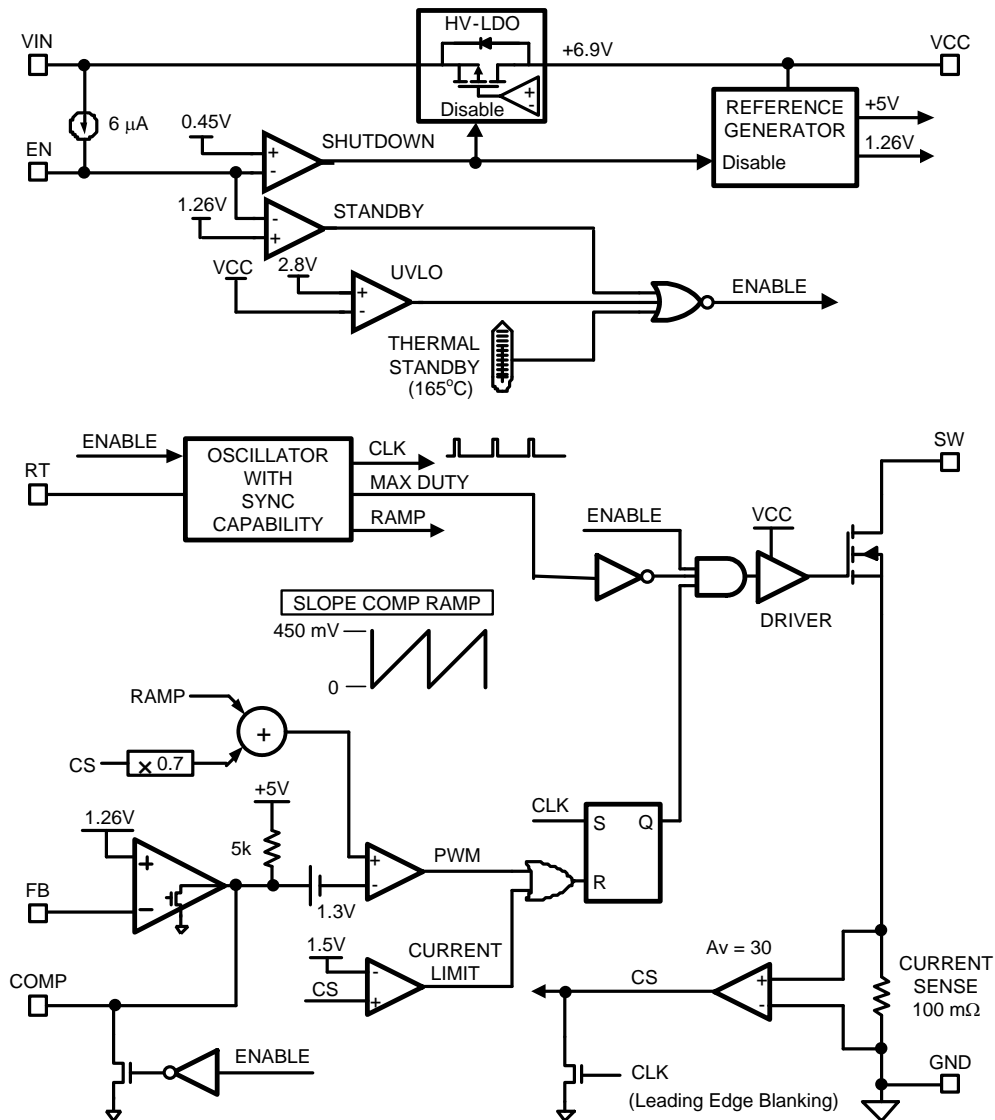 HV-LDO
VIN
+6.9V
VCC
+
-
Disable
6 μA
0.45V
REFERENCE
GENERATOR
+5V
1.26V
Disable
EN
+
-
SHUTDOWN
1.26V
-
+
STANDBY
VCC
2.8V
+
-
UVLO
ENABLE
THERMAL
STANDBY
(165°C)
ENABLE
RT
OSCILLATOR
WITH
SYNC
CAPABILITY
CLK
MAX DUTY
RAMP
SW
ENABLE
VCC
DRIVER
SLOPE COMP RAMP
450 mV
0
RAMP
+
CS
× 0.7
+5V
1.26V
5k
+
-
FB
1.3V
+
-
PWM
CLK
S
Q
R
1.5V
-
CS
+
CURRENT
LIMIT
COMP
ENABLE
Av = 30
CS
+
-
CURRENT
SENSE
100 mΩ
CLK
(Leading Edge Blanking)
GND